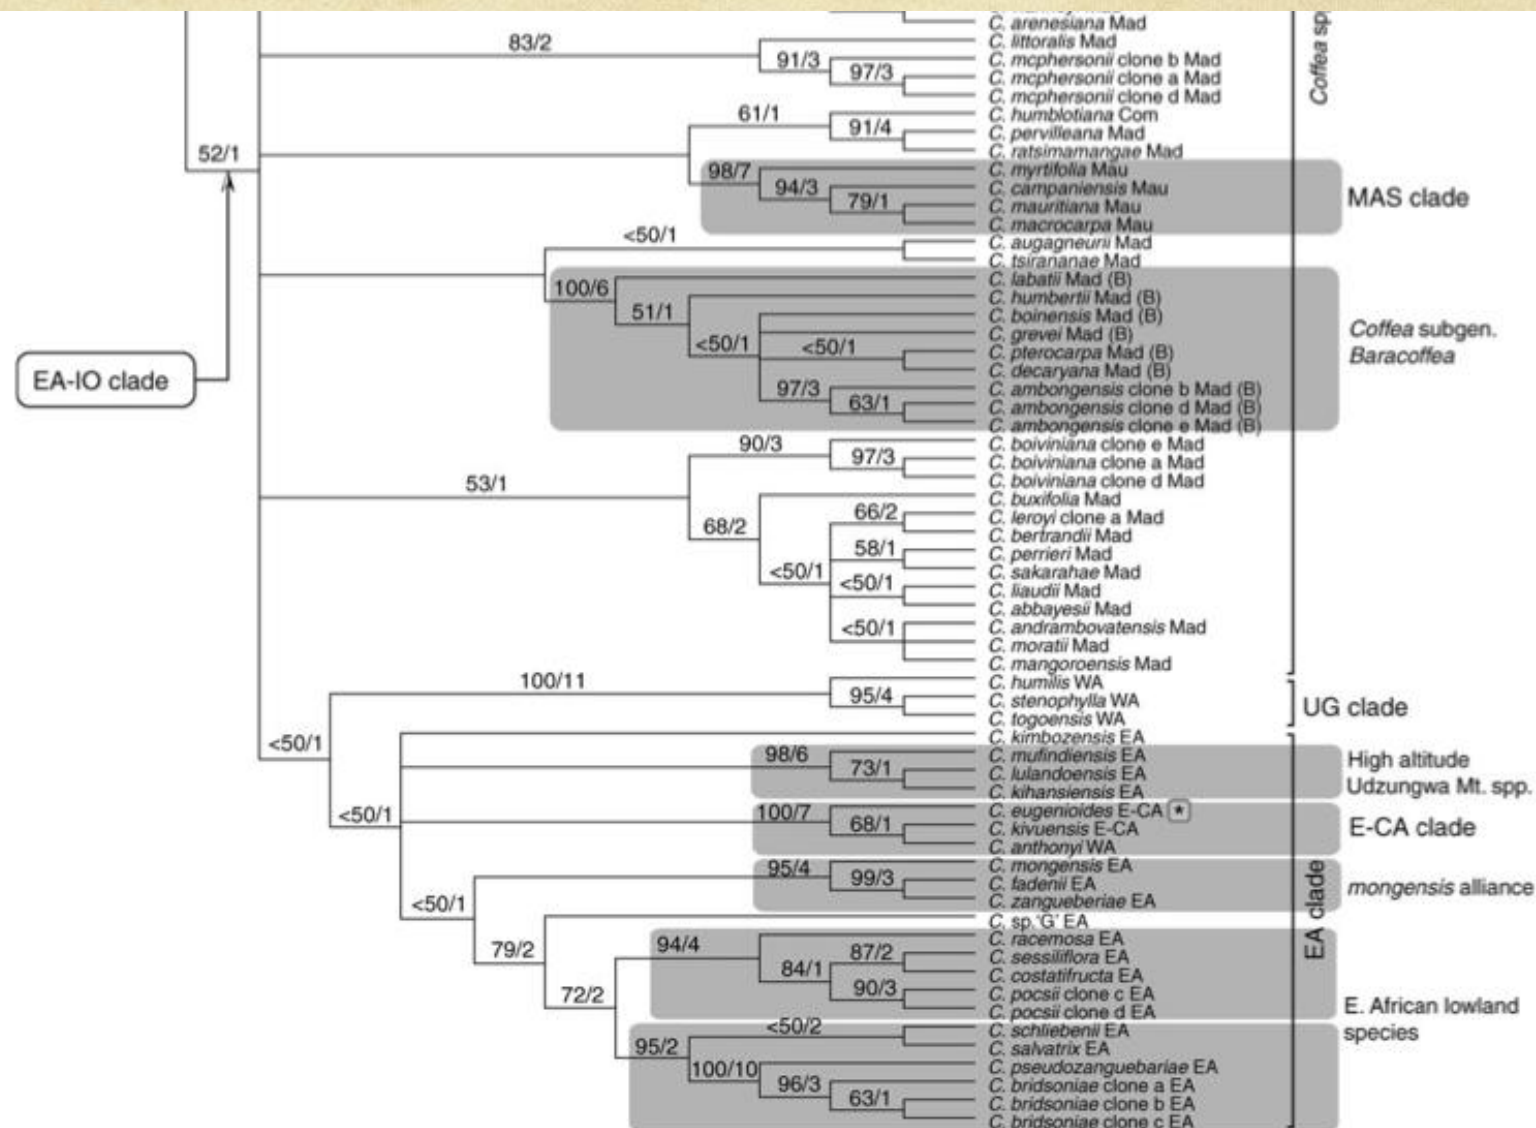 C. arenesiana Mad
83/2
C. littoralis Mad
91/3
C. mcphersonii clone b Mad
97/3
C. mcphersonii clone a Mad
C. mcphersonii clone d Mad
Coffea sp
61/1
C. humblotiana Com
91/4
C. pervilleana Mad
C. ratsimamangae Mad
52/1
98/7
C. myrtifolia Mau
94/3
C. campaniensis Mau
79/1
C. mauritiana Mau
C. macrocarpa Mau
MAS clade
<50/1
C. augagneurii Mad
C. tsirananae Mad
100/6
C. labatii Mad (B)
51/1
C. humbertii Mad (B)
C. boinensis Mad (B)
<50/1
C. grevei Mad (B)
<50/1
C. pterocarpa Mad (B)
C. decaryana Mad (B)
97/3
C. ambongensis clone b Mad (B)
63/1
C. ambongensis clone d Mad (B)
C. ambongensis clone e Mad (B)
Coffea subgen.
Baracoffea
EA-IO clade
90/3
C. boiviniana clone e Mad
97/3
C. boiviniana clone a Mad
C. boiviniana clone d Mad
53/1
68/2
C. buxifolia Mad
66/2
C. leroyi clone a Mad
C. bertrandii Mad
58/1
C. perrieri Mad
<50/1
C. sakarahae Mad
<50/1
C. liaudii Mad
C. abbayesii Mad
<50/1
C. andrambovatensis Mad
C. moratii Mad
C. mangoroensis Mad
100/11
C. humilis WA
95/4
C. stenophylla WA
C. togoensis WA
UG clade
<50/1
C. kimbozensis EA
98/6
C. mufindiensis EA
73/1
C. lulandoensis EA
C. kihansiensis EA
High altitude
Udzungwa Mt. spp.
<50/1
100/7
C. eugenioides E-CA *
68/1
C. kivuensis E-CA
C. anthonyi WA
E-CA clade
95/4
C. mongensis EA
99/3
C. fadenii EA
C. zangueberiae EA
mongensis alliance
EA clade
<50/1
C. sp.'G' EA
79/2
94/4
C. racemosa EA
87/2
C. sessiliflora EA
84/1
C. costatifructa EA
90/3
C. pocsii clone c EA
C. pocsii clone d EA
72/2
<50/2
C. schliebenii EA
95/2
C. salvatrix EA
100/10
C. pseudozanguebariae EA
96/3
C. bridsoniae clone a EA
63/1
C. bridsoniae clone b EA
C. bridsoniae clone c EA
E. African lowland
species